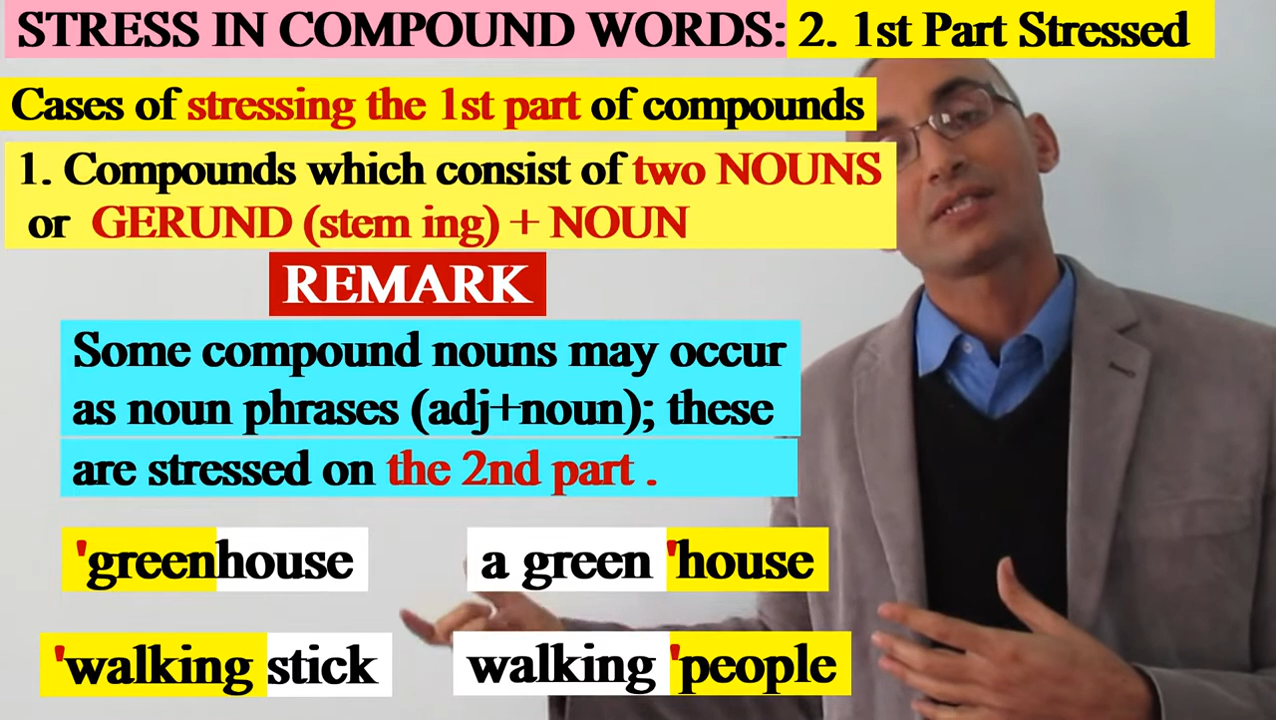 STRESS IN COMPOUND WORDS: 2. 1st Part Stressed
Cases of stressing the 1st part of compounds
1. Compounds which consist of two NOUNS
or GERUND (stem ing) + NOUN
REMARK
Some compound nouns may occur
as noun phrases (adj+noun); these
are stressed on the 2nd part .
'greenhouse a green 'house
'walking stick walking 'people